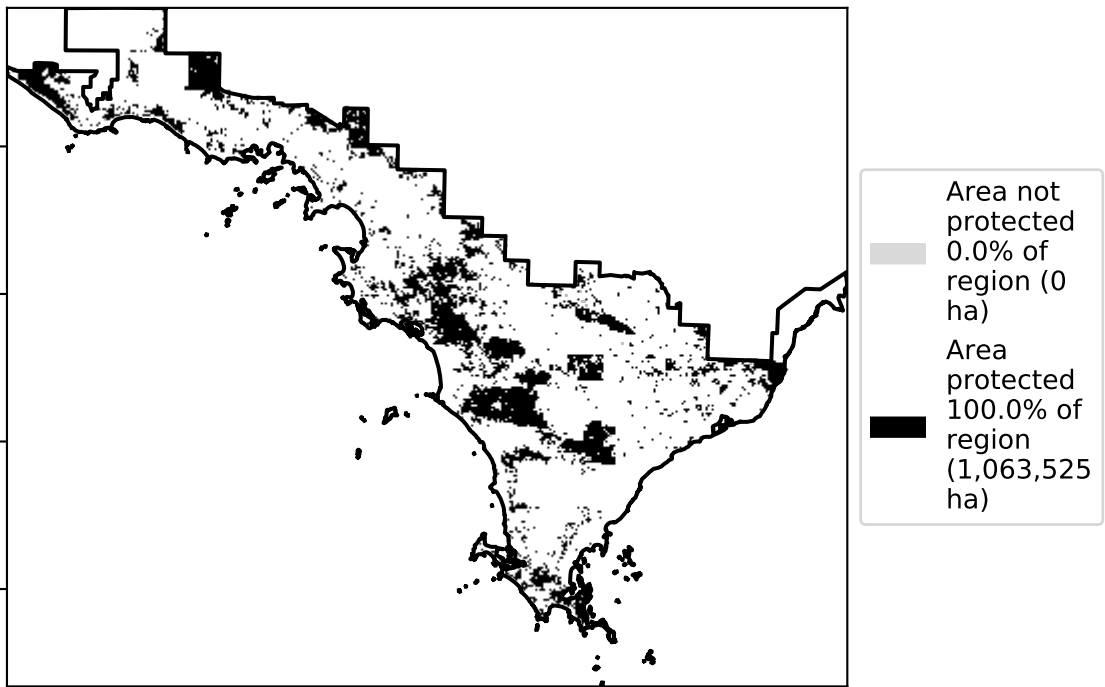 Area not
protected
0.0% of
region (0
ha)
Area
protected
100.0% of
region
(1,063,525
ha)